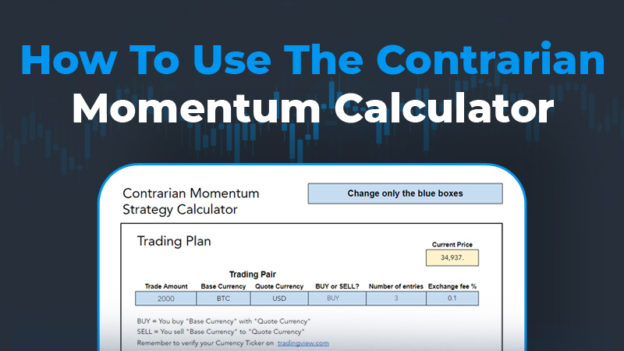 How To Use The Contrarian
Momentum Calculator
Contrarian Momentum
Strategy Calculator
Change only the blue boxes
Trading Plan
Current Price
34,937.
Trading Pair
Trade Amount Base Currency Quote Currency BUY or SELL? Number of entries Exchange fee %
2000 BTC USD BUY 3 0.1
BUY = You buy "Base Currency" with "Quote Currency"
SELL = You sell "Base Currency" to "Quote Currency"
Remember to verify your Currency Ticker on tradingview.com